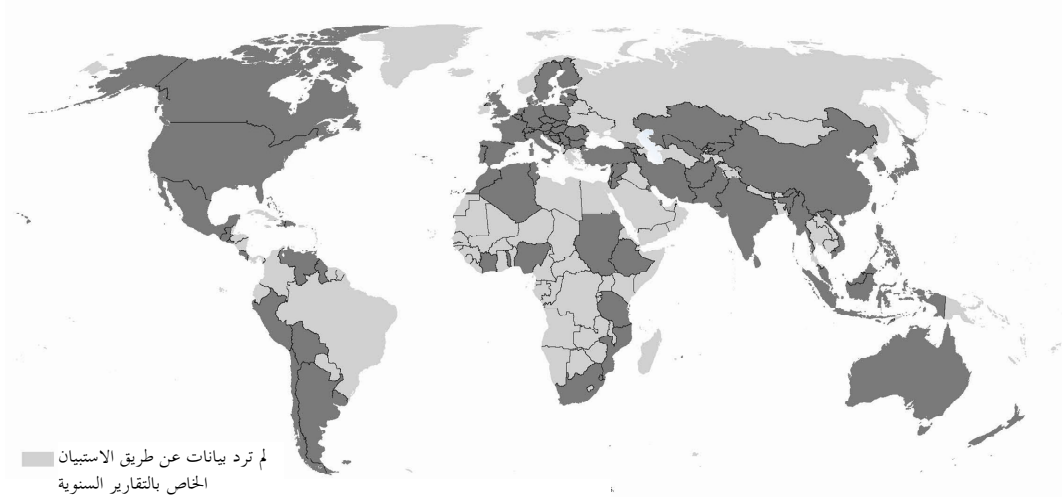 لم ترد بيانات عن طريق الاستبيان
الخاص بالتقارير السنوية